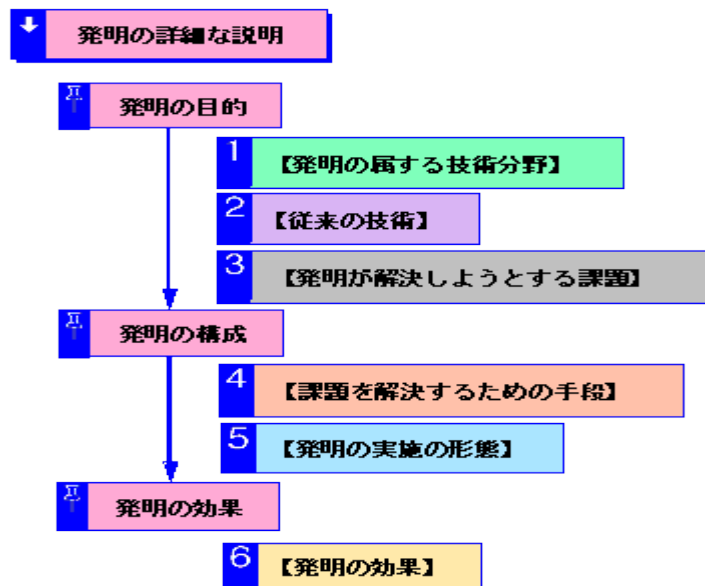 発明の詳細な説明
発明の目的
1 【発明の属する技術分野】
2 【従来の技術】
3 【発明が解決しようとする課題】
発明の構成
4 【課題を解決するための手段】
5 【発明の実施の形態】
発明の効果
6 【発明の効果】